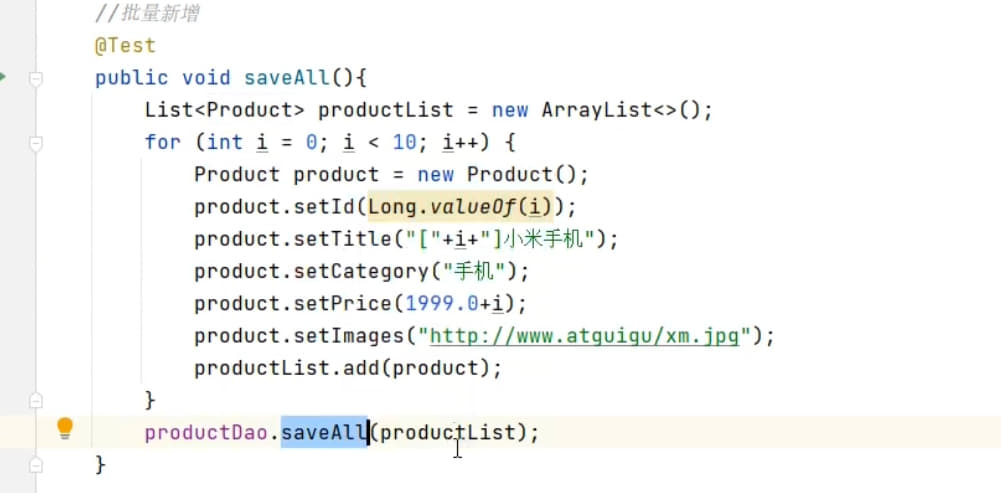 //批量新增
@Test
public void saveAll(){
List<Product> productList = new ArrayList<>();
for (int i = 0; i < 10; i++) {
Product product = new Product();
product.setId(Long.valueOf(i));
product.setTitle("["+i+"]小米手机");
product.setCategory("手机");
product.setPrice(1999.0+i);
product.setImages("http://www.atguigu/xm.jpg");
productList.add(product);
}
productDao.saveAll(productList);
}